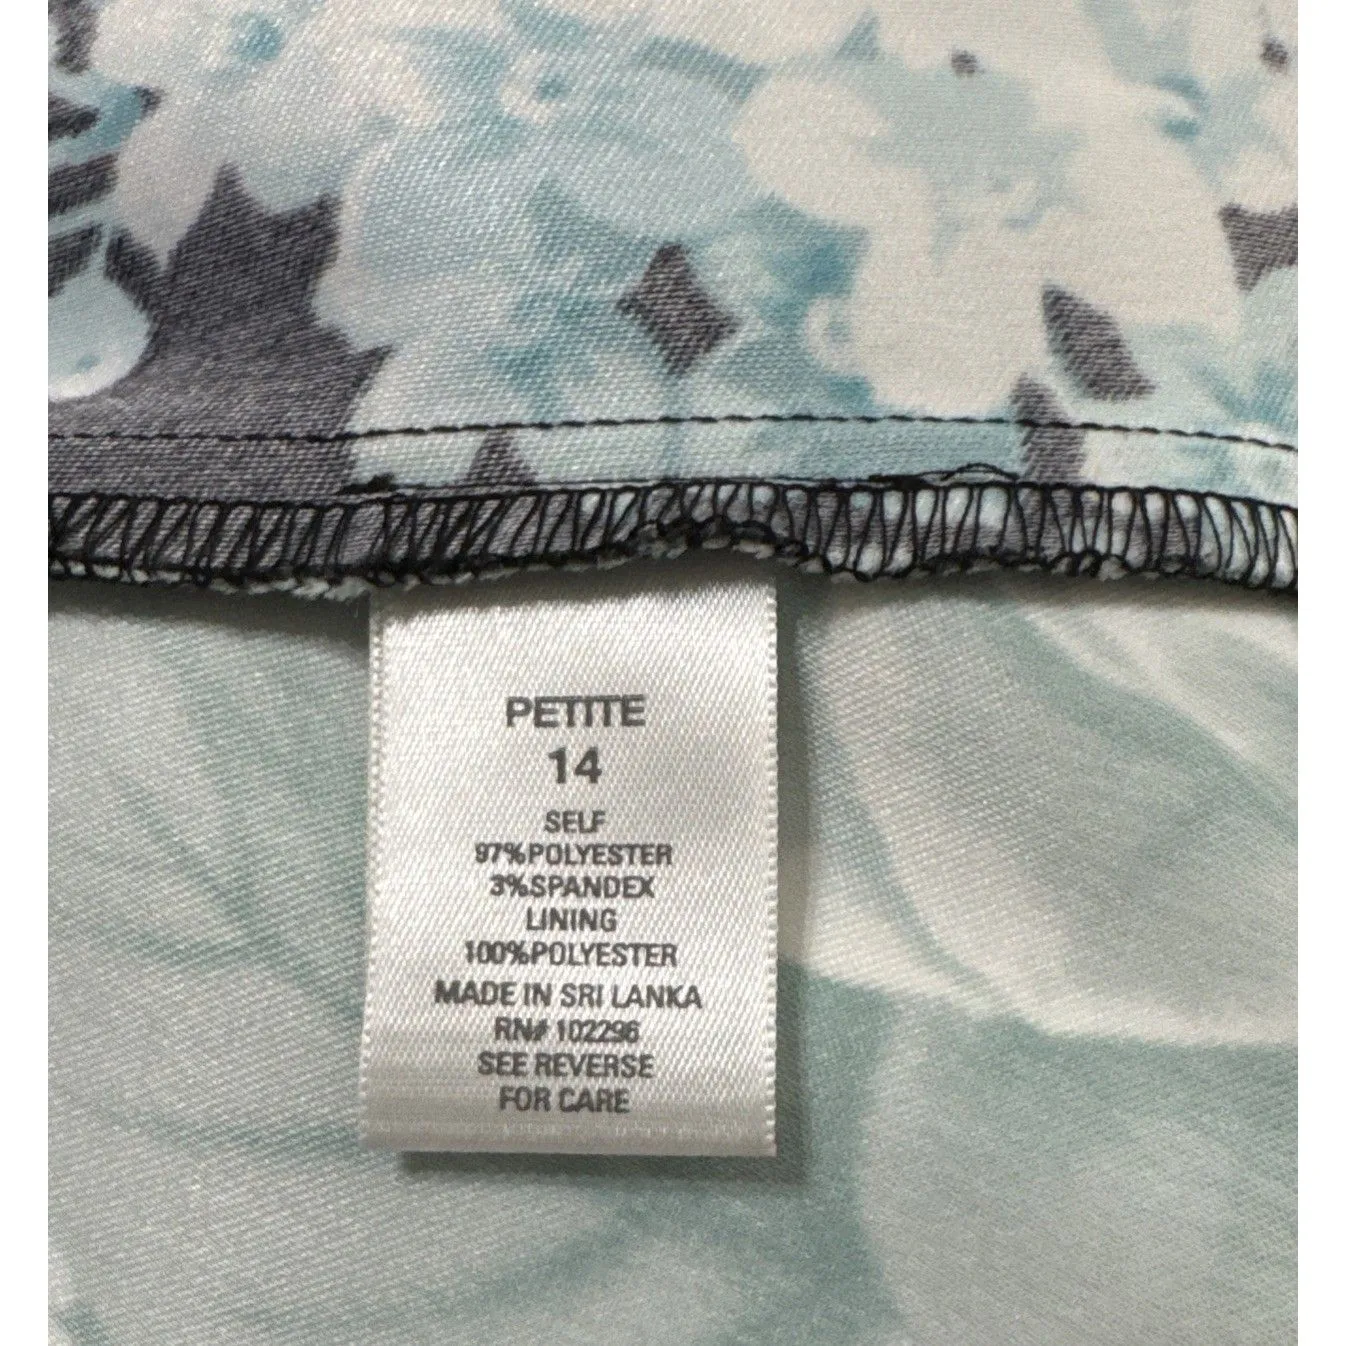 PETITE
14
SELF
97%POLYESTER
3%SPANDEX
LINING
100%POLYESTER
MADE IN SRI LANKA
RN# 102296
SEE REVERSE
FOR CARE